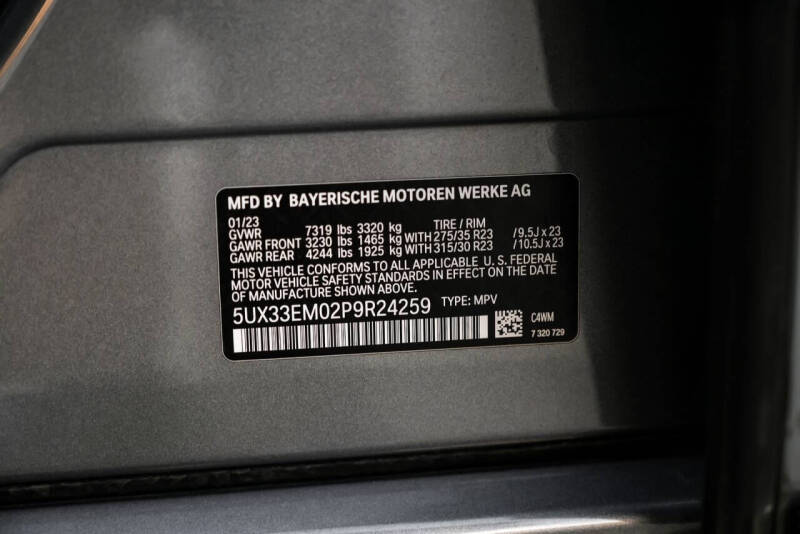 MFD BY BAYERISCHE MOTOREN WERKE AG
01/23 TIRE / RIM
GVWR 7319 lbs 3320 kg
GAWR FRONT 3230 lbs 1465 kg WITH 275/35 R23 / 9.5J x 23
GAWR REAR 4244 lbs 1925 kg WITH 315/30 R23 / 10.5J x 23
THIS VEHICLE CONFORMS TO ALL APPLICABLE U.S. FEDERAL
MOTOR VEHICLE SAFETY STANDARDS IN EFFECT ON THE DATE
OF MANUFACTURE SHOWN ABOVE.
5UX33EM02P9R24259 TYPE: MPV
C4WM
7 320 729